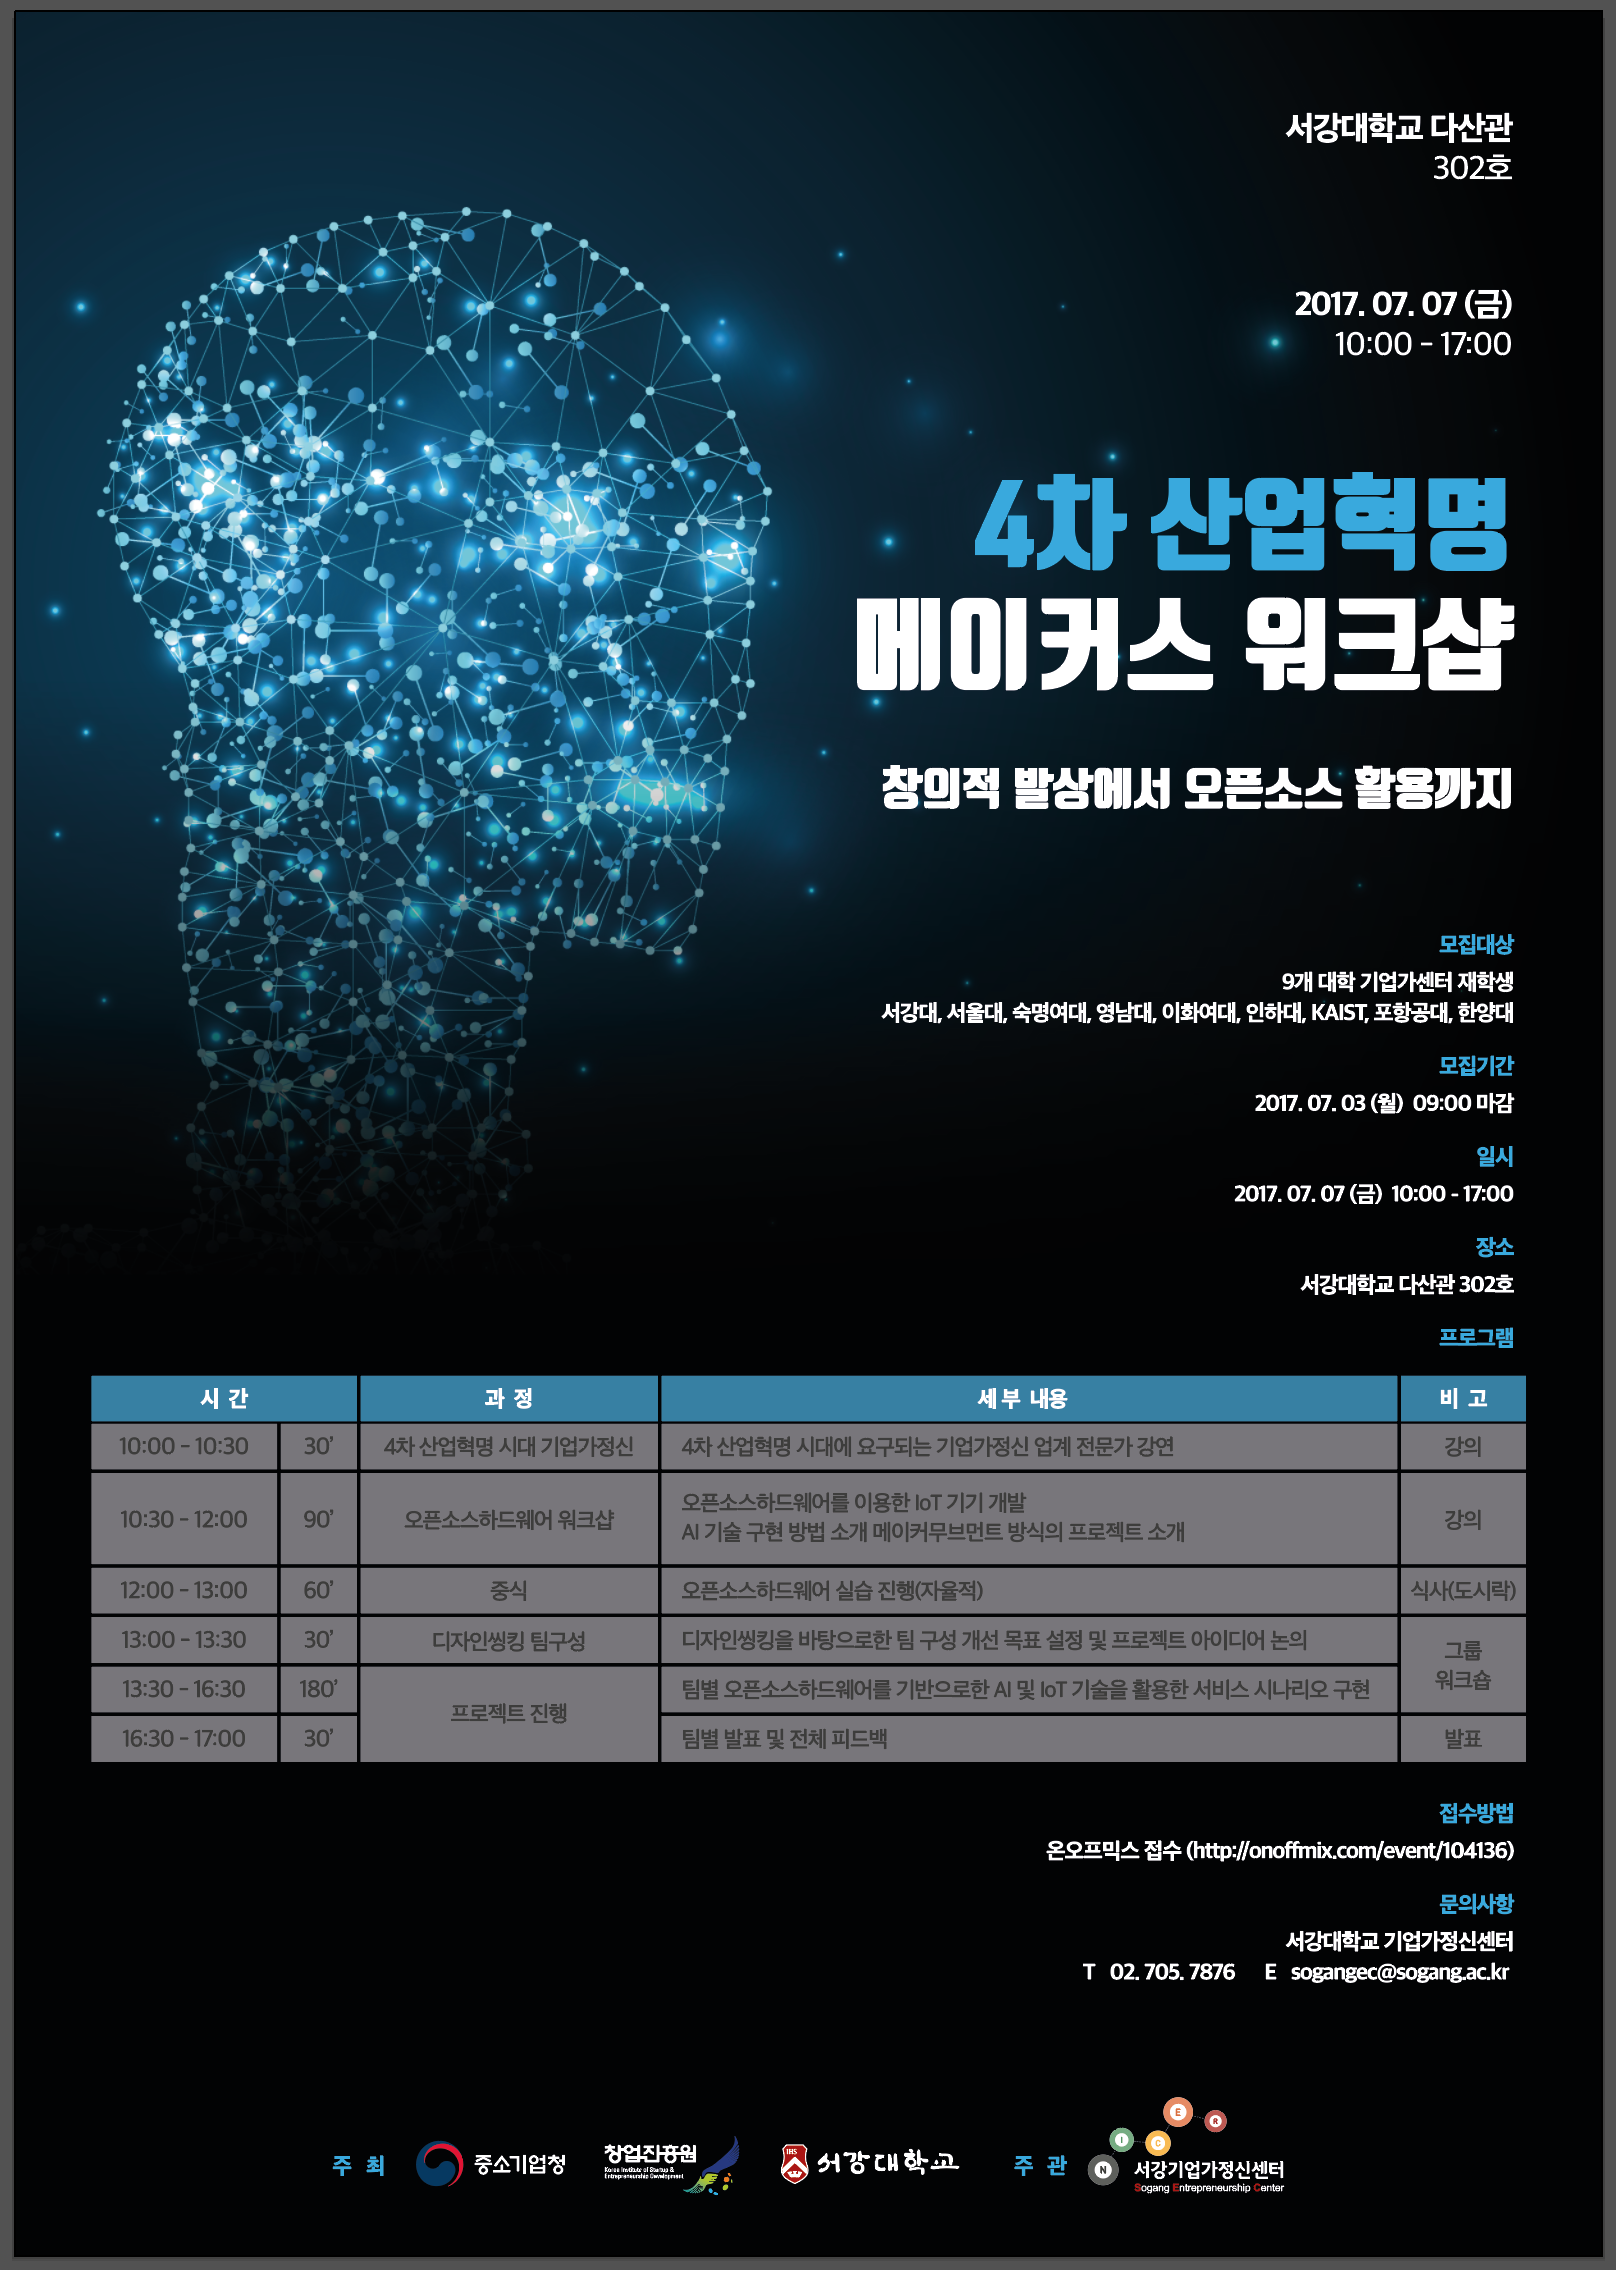 서강대학교 다산관
302호
2017. 07. 07 (금)
10:00 - 17:00
4차 산업혁명
메이커스 워크샵
창의적 발상에서 오픈소스 활용까지
모집대상
9개 대학 기업가센터 재학생
서강대, 서울대, 숙명여대, 영남대, 이화여대, 인하대, KAIST, 포항공대, 한양대
모집기간
2017. 07. 03 (월) 09:00 마감
일시
2017. 07. 07 (금) 10:00 - 17:00
장소
서강대학교 다산관 302호
프로그램
시 간 과 정 세부 내용 비 고
10:00 - 10:30 30' 4차 산업혁명 시대 기업가정신 4차 산업혁명 시대에 요구되는 기업가정신 업계 전문가 강연 강의
10:30 - 12:00 90' 오픈소스하드웨어 워크샵 오픈소스하드웨어를 이용한 IoT 기기 개발
AI 기술 구현 방법 소개 메이커무브먼트 방식의 프로젝트 소개 강의
12:00 - 13:00 60' 중식 오픈소스하드웨어 실습 진행(자율적) 식사(도시락)
13:00 - 13:30 30' 디자인씽킹 팀구성 디자인씽킹을 바탕으로한 팀 구성 개선 목표 설정 및 프로젝트 아이디어 논의 그룹
워크숍
13:30 - 16:30 180' 프로젝트 진행 팀별 오픈소스하드웨어를 기반으로한 AI 및 IoT 기술을 활용한 서비스 시나리오 구현
16:30 - 17:00 30' 팀별 발표 및 전체 피드백 발표
접수방법
온오프믹스 접수 (http://onoffmix.com/event/104136)
문의사항
서강대학교 기업가정신센터
T 02. 705. 7876 E sogangec@sogang.ac.kr
주 최 중소기업청
창업진흥원
Korea Institute of Startup &
Entrepreneurship Development
IHS
서강대학교
주 관
N I C E R
서강기업가정신센터
Sogang Entrepreneurship Center